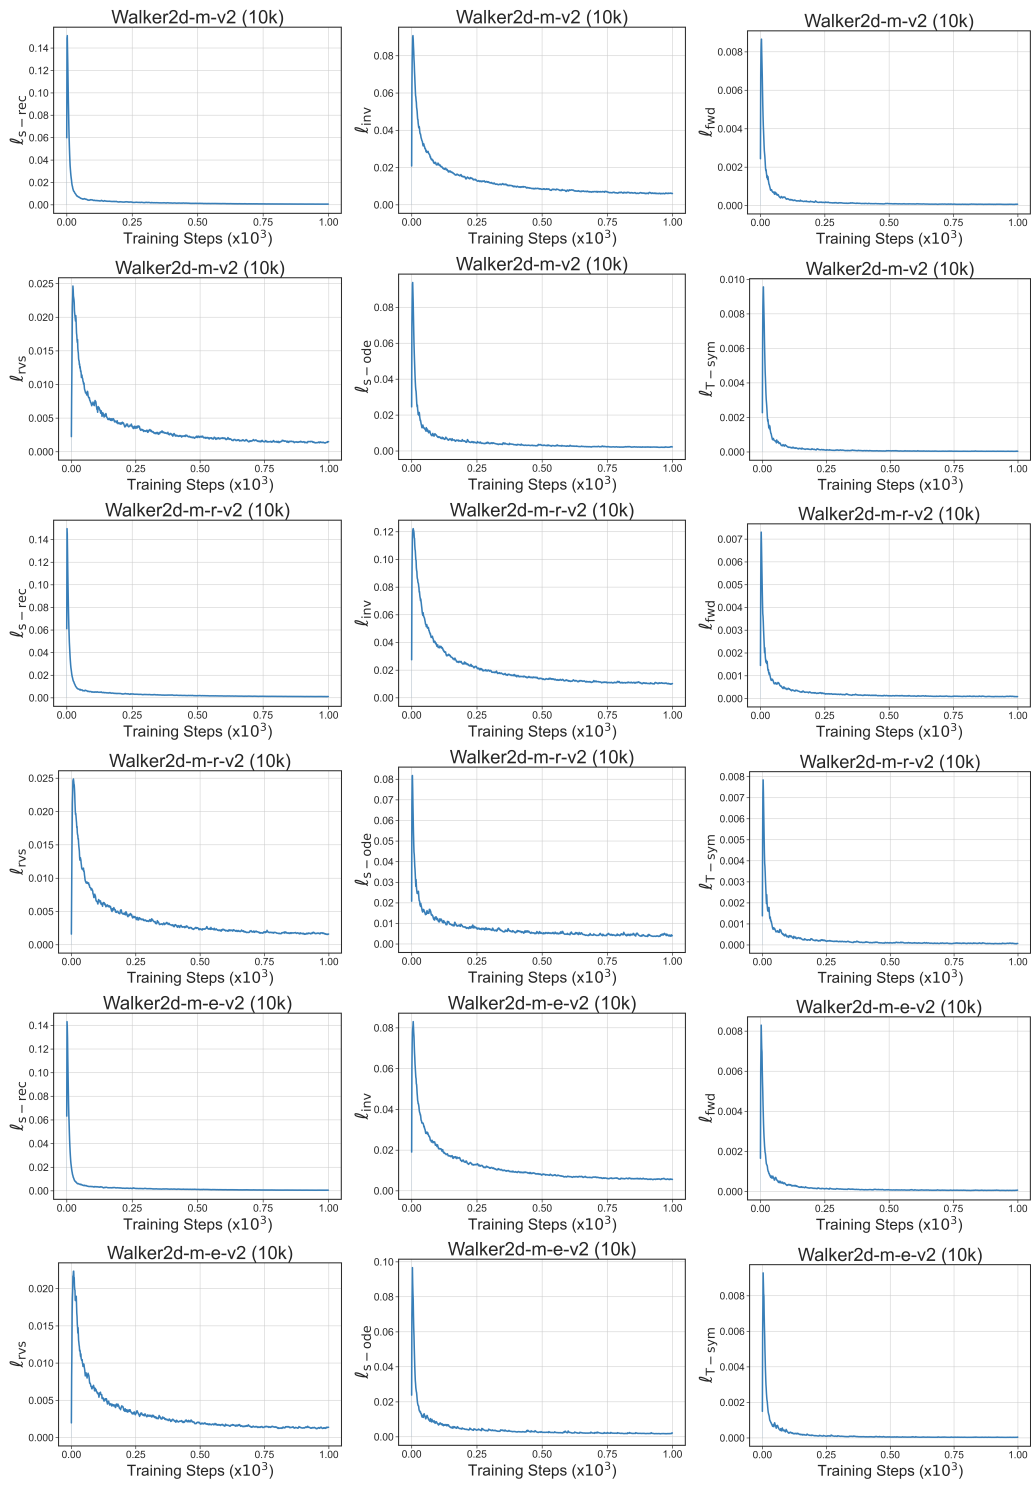 Walker2d-m-v2 (10k)
ℓs−rec
0.14
0.12
0.10
0.08
0.06
0.04
0.02
0.00
0.00 0.25 0.50 0.75 1.00
Training Steps (x10³)
Walker2d-m-v2 (10k)
ℓinv
0.08
0.06
0.04
0.02
0.00
0.00 0.25 0.50 0.75 1.00
Training Steps (x10³)
Walker2d-m-v2 (10k)
ℓfwd
0.008
0.006
0.004
0.002
0.000
0.00 0.25 0.50 0.75 1.00
Training Steps (x10³)
Walker2d-m-v2 (10k)
ℓrvs
0.025
0.020
0.015
0.010
0.005
0.000
0.00 0.25 0.50 0.75 1.00
Training Steps (x10³)
Walker2d-m-v2 (10k)
ℓs−ode
0.08
0.06
0.04
0.02
0.00
0.00 0.25 0.50 0.75 1.00
Training Steps (x10³)
Walker2d-m-v2 (10k)
ℓT−sym
0.010
0.008
0.006
0.004
0.002
0.000
0.00 0.25 0.50 0.75 1.00
Training Steps (x10³)
Walker2d-m-r-v2 (10k)
ℓs−rec
0.14
0.12
0.10
0.08
0.06
0.04
0.02
0.00
0.00 0.25 0.50 0.75 1.00
Training Steps (x10³)
Walker2d-m-r-v2 (10k)
ℓinv
0.12
0.10
0.08
0.06
0.04
0.02
0.00
0.00 0.25 0.50 0.75 1.00
Training Steps (x10³)
Walker2d-m-r-v2 (10k)
ℓfwd
0.007
0.006
0.005
0.004
0.003
0.002
0.001
0.000
0.00 0.25 0.50 0.75 1.00
Training Steps (x10³)
Walker2d-m-r-v2 (10k)
ℓrvs
0.025
0.020
0.015
0.010
0.005
0.000
0.00 0.25 0.50 0.75 1.00
Training Steps (x10³)
Walker2d-m-r-v2 (10k)
ℓs−ode
0.08
0.07
0.06
0.05
0.04
0.03
0.02
0.01
0.00
0.00 0.25 0.50 0.75 1.00
Training Steps (x10³)
Walker2d-m-r-v2 (10k)
ℓT−sym
0.008
0.007
0.006
0.005
0.004
0.003
0.002
0.001
0.000
0.00 0.25 0.50 0.75 1.00
Training Steps (x10³)
Walker2d-m-e-v2 (10k)
ℓs−rec
0.14
0.12
0.10
0.08
0.06
0.04
0.02
0.00
0.00 0.25 0.50 0.75 1.00
Training Steps (x10³)
Walker2d-m-e-v2 (10k)
ℓinv
0.08
0.06
0.04
0.02
0.00
0.00 0.25 0.50 0.75 1.00
Training Steps (x10³)
Walker2d-m-e-v2 (10k)
ℓfwd
0.008
0.006
0.004
0.002
0.000
0.00 0.25 0.50 0.75 1.00
Training Steps (x10³)
Walker2d-m-e-v2 (10k)
ℓrvs
0.020
0.015
0.010
0.005
0.000
0.00 0.25 0.50 0.75 1.00
Training Steps (x10³)
Walker2d-m-e-v2 (10k)
ℓs−ode
0.10
0.08
0.06
0.04
0.02
0.00
0.00 0.25 0.50 0.75 1.00
Training Steps (x10³)
Walker2d-m-e-v2 (10k)
ℓT−sym
0.008
0.006
0.004
0.002
0.000
0.00 0.25 0.50 0.75 1.00
Training Steps (x10³)